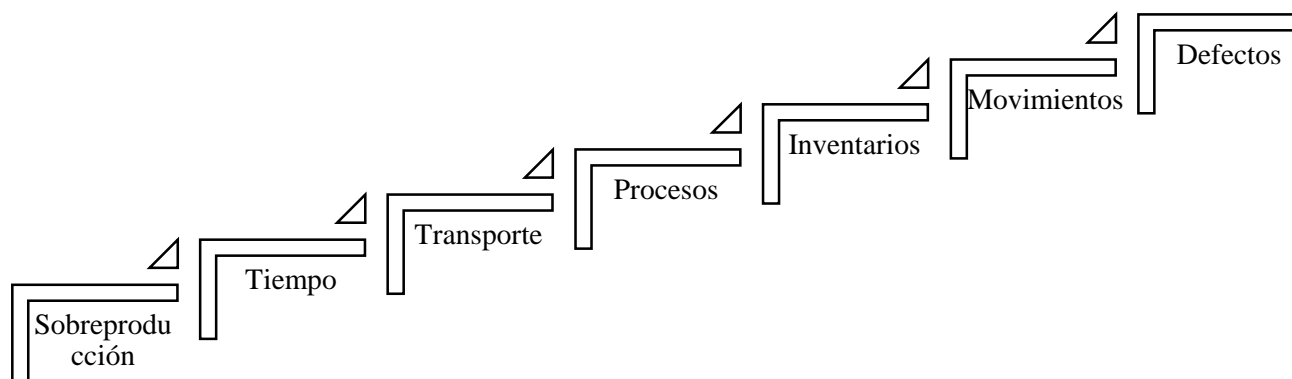 Sobreprodu
cción
Tiempo
Transporte
Procesos
Inventarios
Movimientos
Defectos